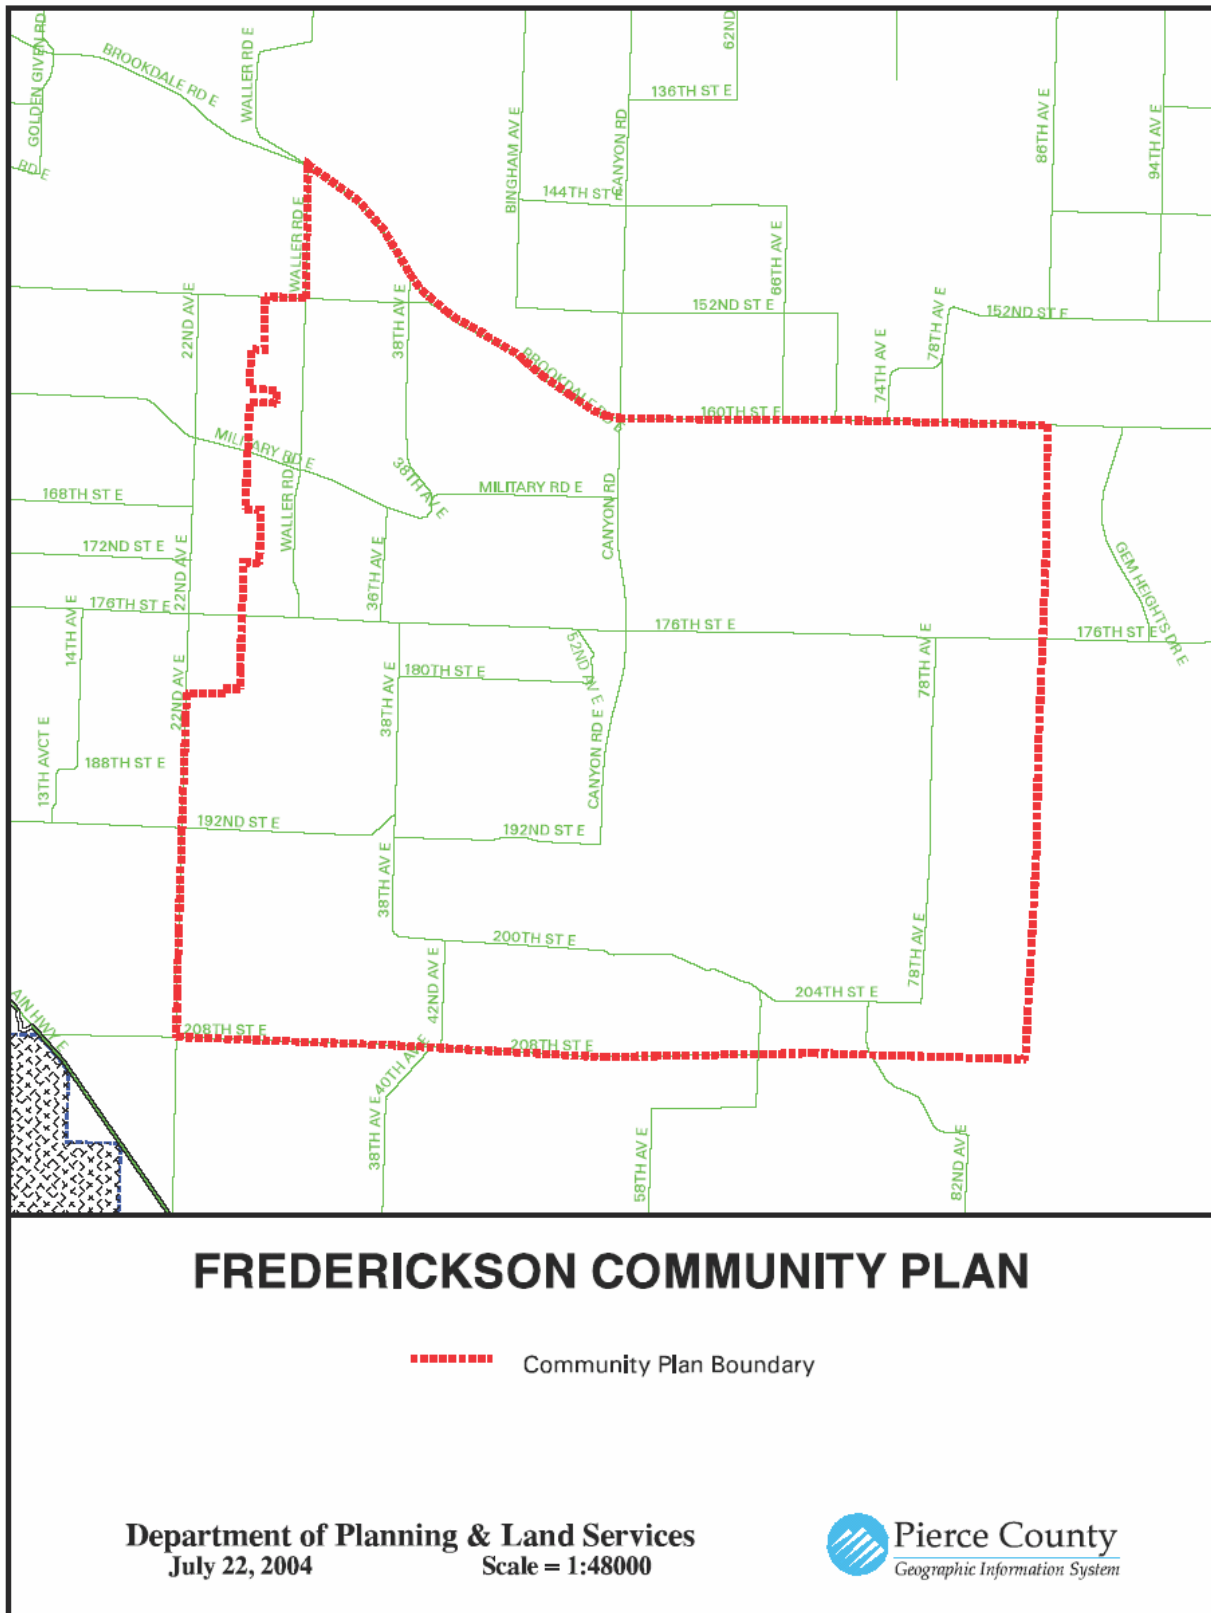 GOLDEN GIVEN RD
BROOKDALE RD E
WALLER RD E
62ND
136TH ST E
CANYON RD
BINGHAM AV E
86TH AV E
94TH AV E
RD E
144TH ST E
WALLER RD E
66TH AV E
22ND AV E
38TH AV E
152ND ST E
78TH AV E
152ND ST E
74TH AV E
BROOKDALE RD E
160TH ST E
MILITARY RD E
38TH AV E
MILITARY RD E
168TH ST E
WALLER RD
CANYON RD
172ND ST E
22ND AV E
36TH AV E
GEM HEIGHTS DR E
14TH AV E
176TH ST E
176TH ST E
176TH ST E
22ND AV E
38TH AV E
180TH ST E
78TH AV E
13TH AVCT E
188TH ST E
CANYON RD E
192ND ST E
192ND ST E
38TH AV E
200TH ST E
78TH AV E
42ND AV E
204TH ST E
AIN HWY E
208TH ST E
208TH ST E
40TH AV E
38TH AV E
58TH AV E
82ND AV E
FREDERICKSON COMMUNITY PLAN
Community Plan Boundary
Department of Planning & Land Services
July 22, 2004 Scale = 1:48000
Pierce County
Geographic Information System